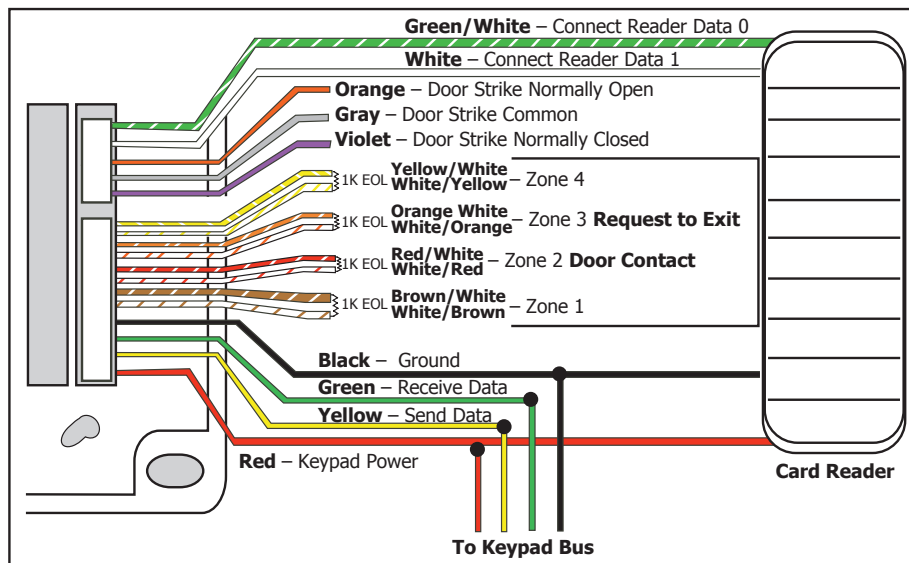 Green/White – Connect Reader Data 0
White – Connect Reader Data 1
Orange – Door Strike Normally Open
Gray – Door Strike Common
Violet – Door Strike Normally Closed
1K EOL Yellow/White
White/Yellow – Zone 4
1K EOL Orange White
White/Orange – Zone 3 Request to Exit
1K EOL Red/White
White/Red – Zone 2 Door Contact
1K EOL Brown/White
White/Brown – Zone 1
Black – Ground
Green – Receive Data
Yellow – Send Data
Red – Keypad Power
Card Reader
To Keypad Bus